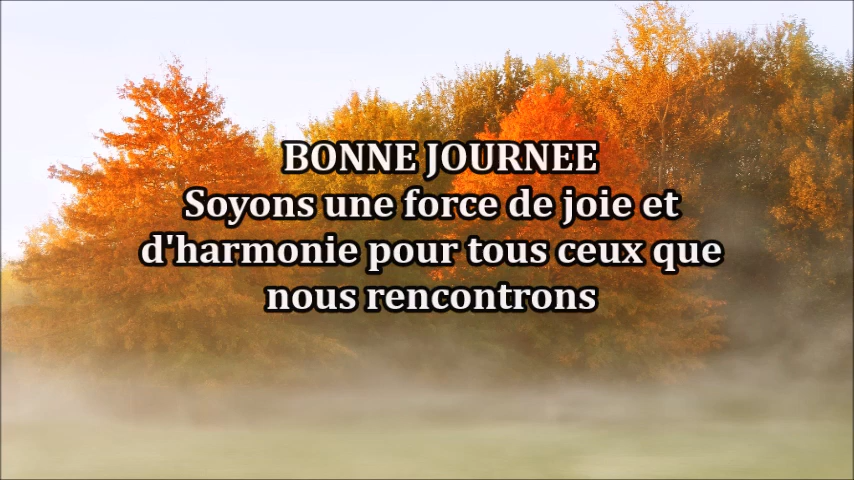 BONNE JOURNEE
Soyons une force de joie et
d'harmonie pour tous ceux que
nous rencontrons